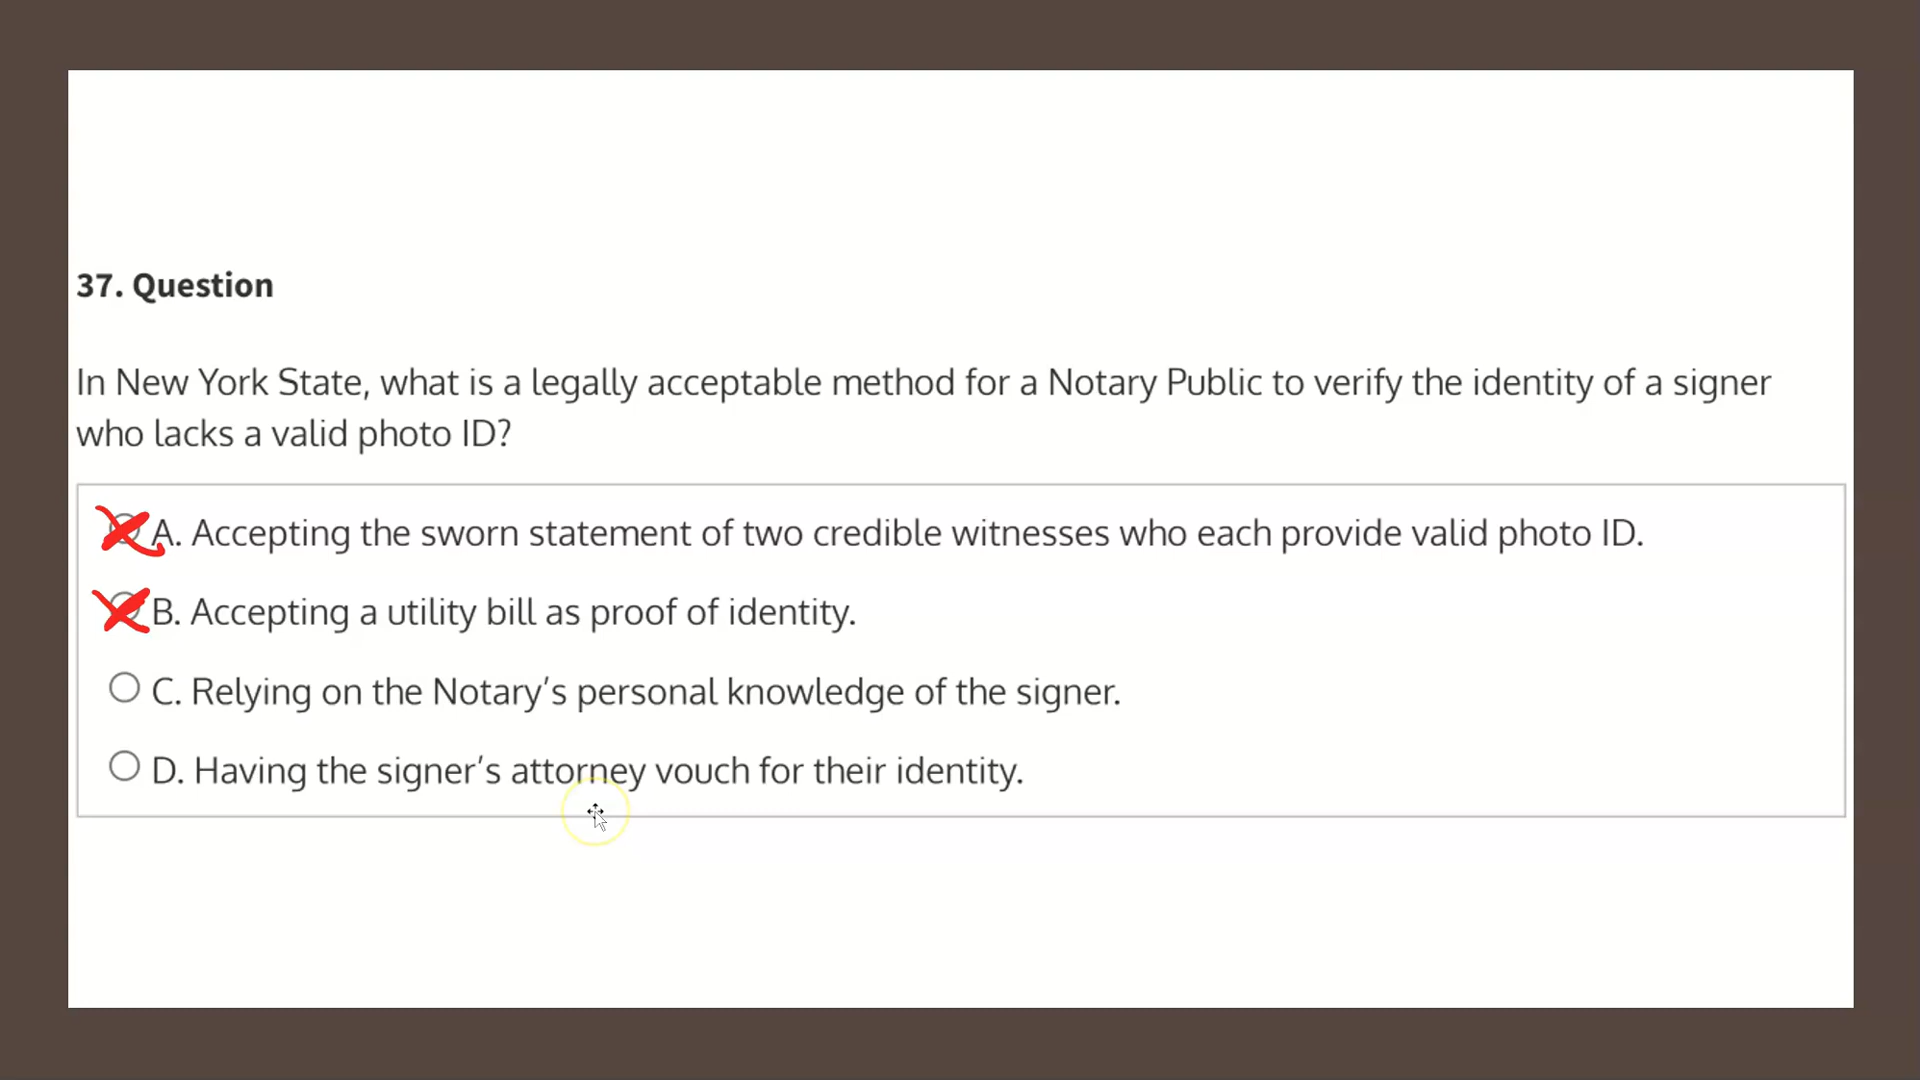 37. Question
In New York State, what is a legally acceptable method for a Notary Public to verify the identity of a signer
who lacks a valid photo ID?
A. Accepting the sworn statement of two credible witnesses who each provide valid photo ID.
B. Accepting a utility bill as proof of identity.
C. Relying on the Notary’s personal knowledge of the signer.
D. Having the signer’s attorney vouch for their identity.